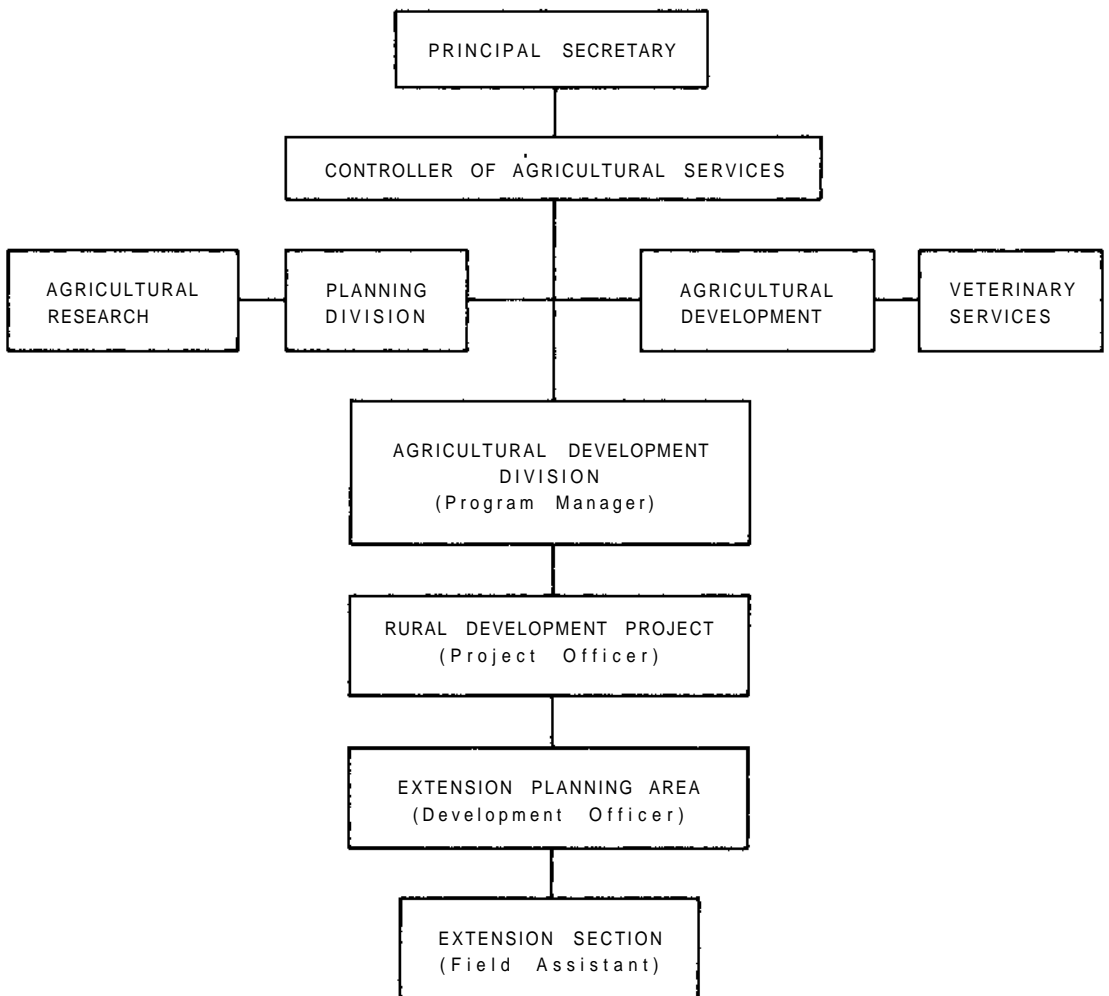 PRINCIPAL SECRETARY
CONTROLLER OF AGRICULTURAL SERVICES
AGRICULTURAL
RESEARCH
PLANNING
DIVISION
AGRICULTURAL
DEVELOPMENT
VETERINARY
SERVICES
AGRICULTURAL DEVELOPMENT
DIVISION
(Program Manager)
RURAL DEVELOPMENT PROJECT
(Project Officer)
EXTENSION PLANNING AREA
(Development Officer)
EXTENSION SECTION
(Field Assistant)